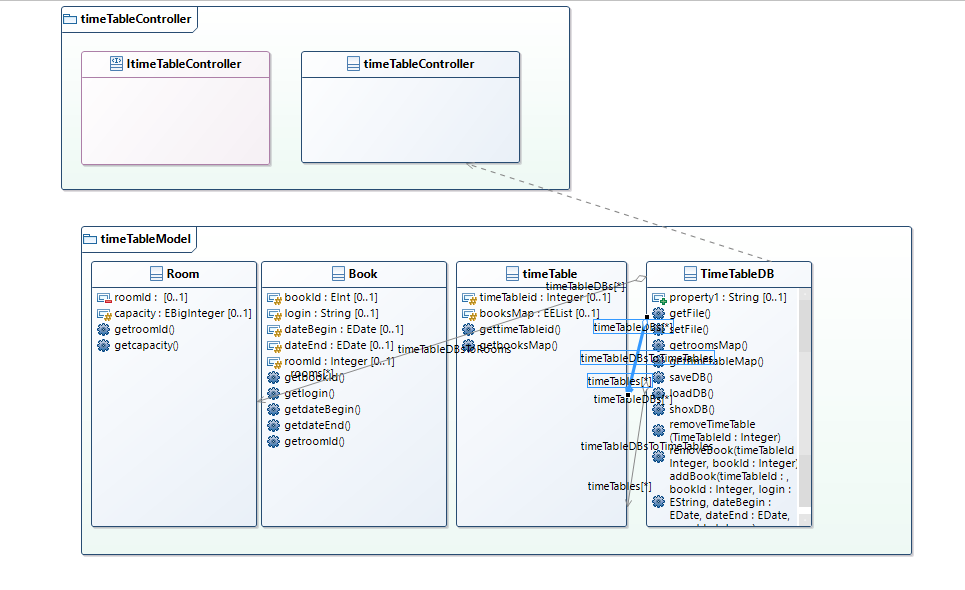 timeTableController
ItimeTableController
timeTableController
timeTableModel
Room
roomId :  [0..1]
capacity : EBigInteger [0..1]
getroomId()
getcapacity()
Book
bookId : EInt [0..1]
login : String [0..1]
dateBegin : EDate [0..1]
dateEnd : EDate [0..1]
roomId : Integer [0..1]
getbookId()
getlogin()
getdateBegin()
getdateEnd()
getroomId()
rooms[*]
timeTableDBsToRooms
timeTable
timeTableDBs[*]
timeTableid : Integer [0..1]
booksMap : EEList [0..1]
gettimeTableid()
getbooksMap()
timeTableDBs[*]
timeTableDBsToTimeTables
timeTables[*]
timeTableDBs[*]
timeTableDBsToTimeTables
timeTables[*]
TimeTableDB
property1 : String [0..1]
getFile()
setFile()
getroomsMap()
gettimetableMap()
saveDB()
loadDB()
shoxDB()
removeTimeTable
(TimeTableId : Integer)
removeBook(timeTableId
Integer, bookId : Integer)
addBook(timeTableId : ,
bookId : Integer, login :
EString, dateBegin :
EDate, dateEnd : EDate,